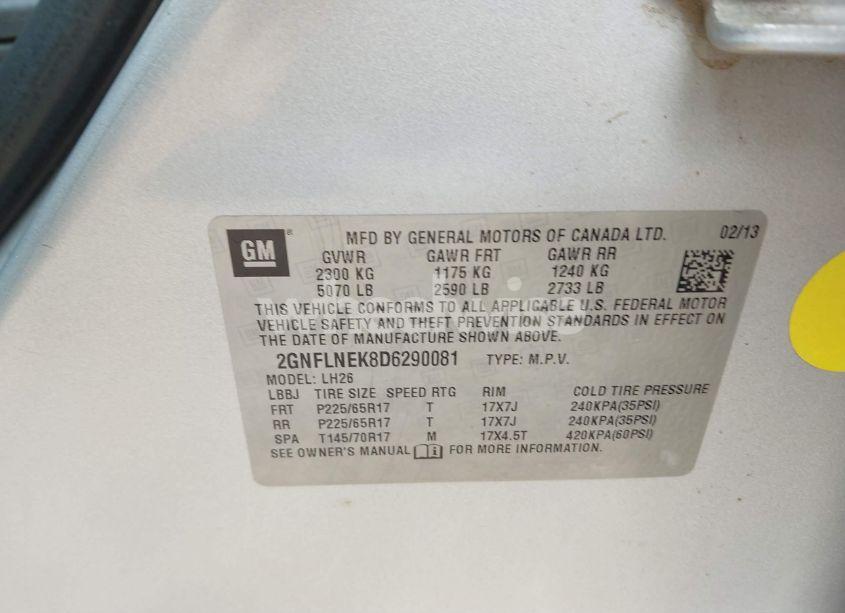 GM ® MFD BY GENERAL MOTORS OF CANADA LTD. 02/13
GVWR GAWR FRT GAWR RR
2300 KG 1175 KG 1240 KG
5070 LB 2590 LB 2733 LB
THIS VEHICLE CONFORMS TO ALL APPLICABLE U.S. FEDERAL MOTOR
VEHICLE SAFETY AND THEFT PREVENTION STANDARDS IN EFFECT ON
THE DATE OF MANUFACTURE SHOWN ABOVE.
2GNFLNEK8D6290081 TYPE: M.P.V.
MODEL: LH26
LBBJ TIRE SIZE SPEED RTG RIM COLD TIRE PRESSURE
FRT P225/65R17 T 17X7J 240KPA(35PSI)
RR P225/65R17 T 17X7J 240KPA(35PSI)
SPA T145/70R17 M 17X4.5T 420KPA(60PSI)
SEE OWNER'S MANUAL FOR MORE INFORMATION.